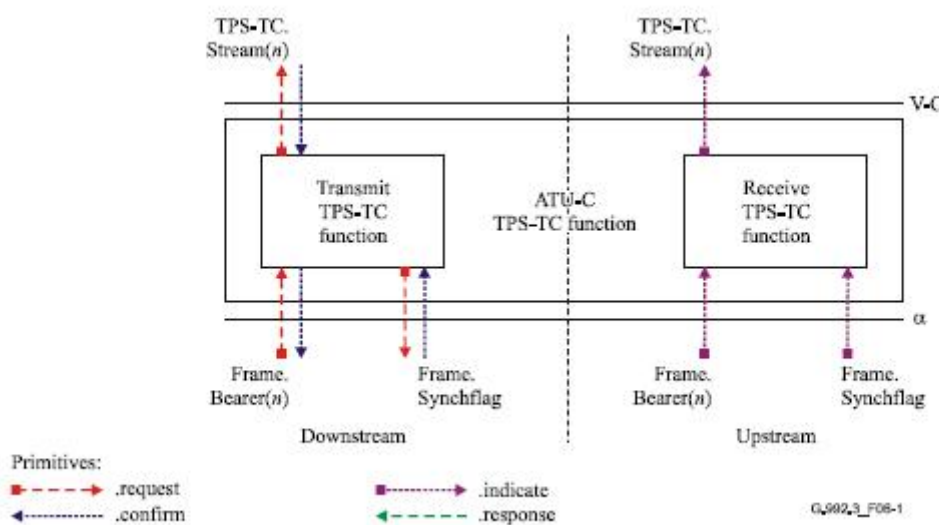 TPS-TC.
Stream(n)
TPS-TC.
Stream(n)
V-C
Transmit
TPS-TC
function
ATU-C
TPS-TC function
Receive
TPS-TC
function
α
Frame.
Bearer(n)
Frame.
Synchflag
Frame.
Bearer(n)
Frame.
Synchflag
Downstream
Upstream
Primitives:
.request
.confirm
.indicate
.response
G.992.3_F06-1